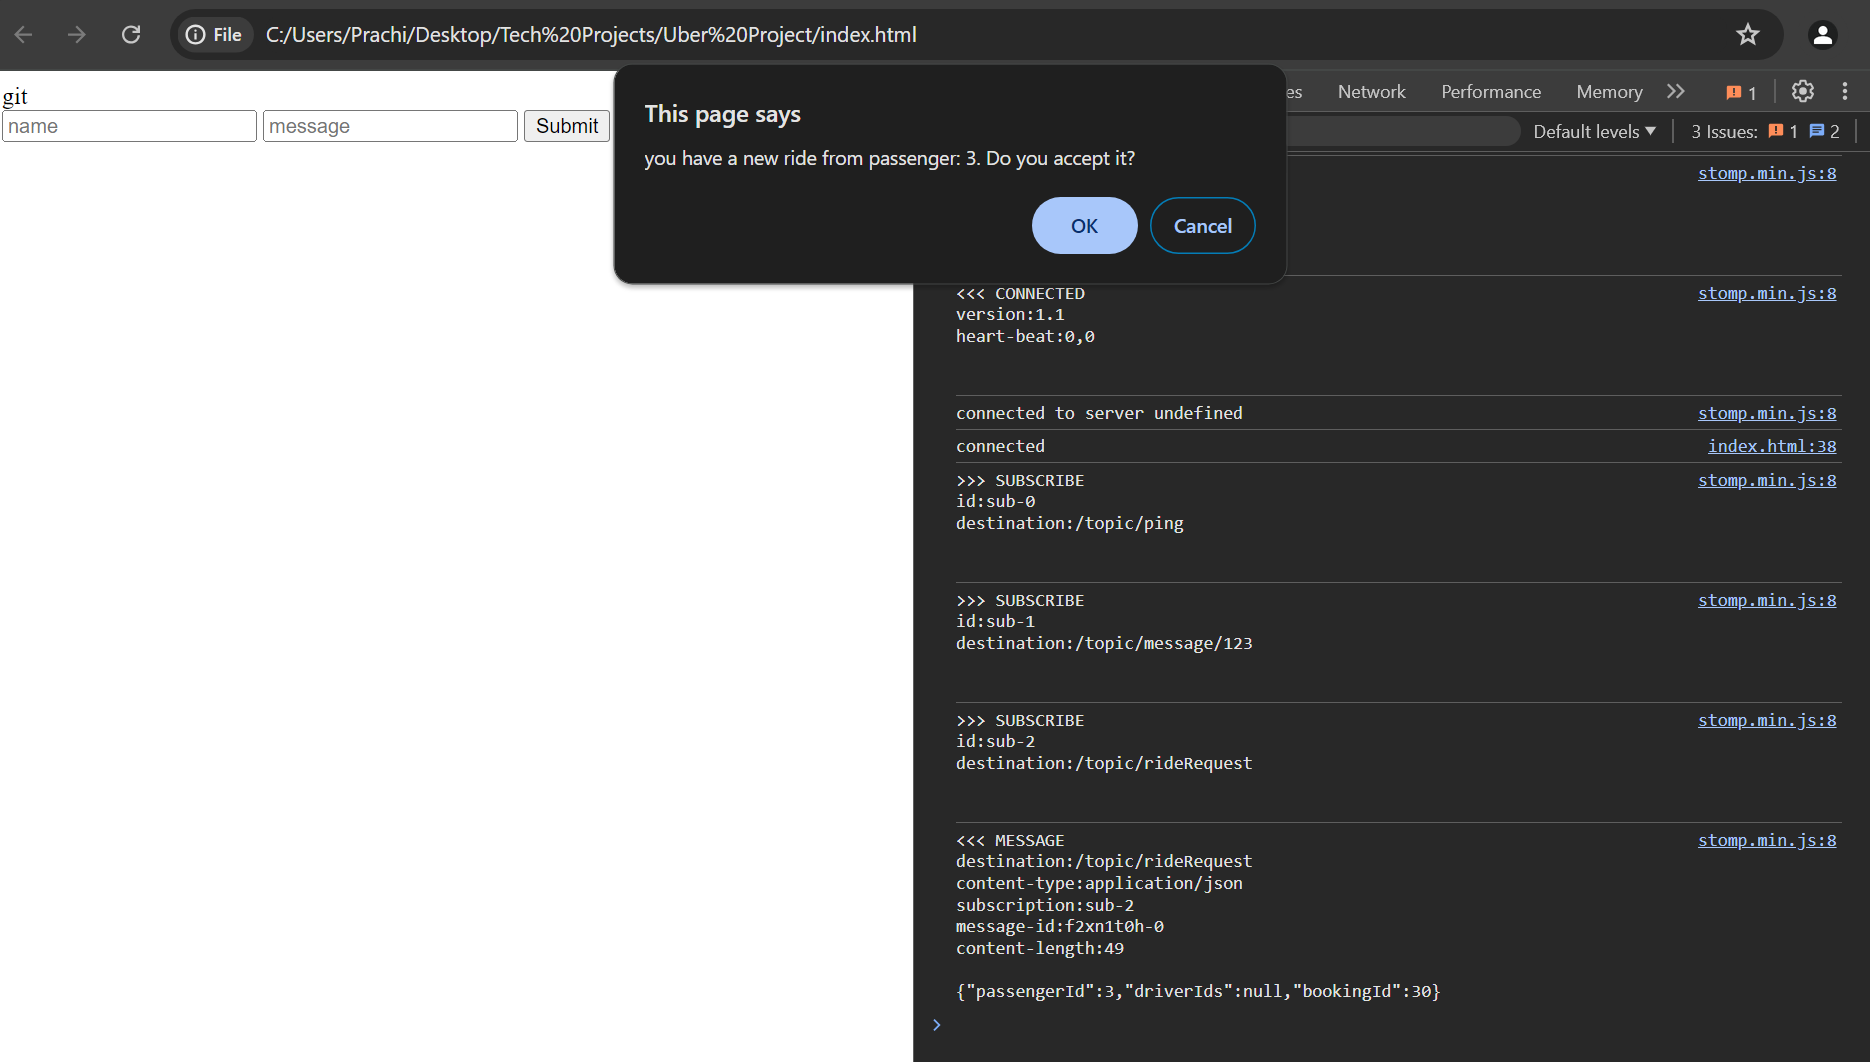 File C:/Users/Prachi/Desktop/Tech%20Projects/Uber%20Project/index.html
git
name message Submit
This page says
you have a new ride from passenger: 3. Do you accept it?
OK Cancel
Network Performance Memory 1
Default levels 3 Issues: 1 2
stomp.min.js:8
<<< CONNECTED stomp.min.js:8
version:1.1
heart-beat:0,0
connected to server undefined stomp.min.js:8
connected index.html:38
>>> SUBSCRIBE stomp.min.js:8
id:sub-0
destination:/topic/ping
>>> SUBSCRIBE stomp.min.js:8
id:sub-1
destination:/topic/message/123
>>> SUBSCRIBE stomp.min.js:8
id:sub-2
destination:/topic/rideRequest
<<< MESSAGE stomp.min.js:8
destination:/topic/rideRequest
content-type:application/json
subscription:sub-2
message-id:f2xn1t0h-0
content-length:49
{"passengerId":3,"driverIds":null,"bookingId":30}